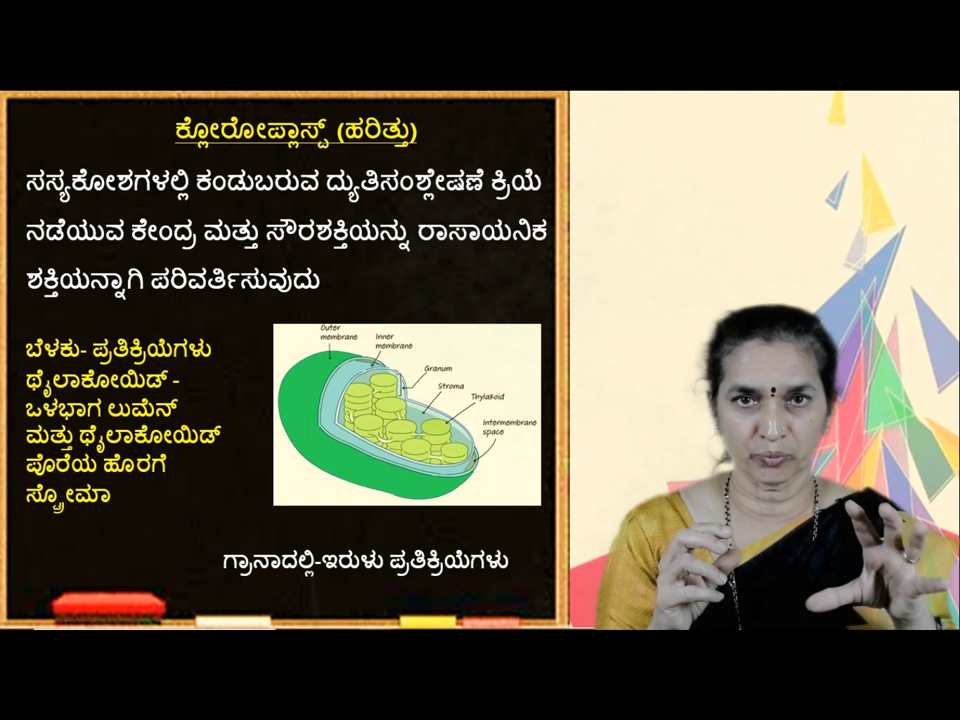 ಕ್ಲೋರೋಪ್ಲಾಸ್ಟ್ (ಹರಿತ್ತು)
ಸಸ್ಯಕೋಶಗಳಲ್ಲಿ ಕಂಡುಬರುವ ದ್ಯುತಿಸಂಶ್ಲೇಷಣೆ ಕ್ರಿಯೆ
ನಡೆಯುವ ಕೇಂದ್ರ ಮತ್ತು ಸೌರಶಕ್ತಿಯನ್ನು ರಾಸಾಯನಿಕ
ಶಕ್ತಿಯನ್ನಾಗಿ ಪರಿವರ್ತಿಸುವುದು
ಬೆಳಕು- ಪ್ರತಿಕ್ರಿಯೆಗಳು
ಥೈಲಾಕೋಯಿಡ್ -
ಒಳಭಾಗ ಲುಮೆನ್
ಮತ್ತು ಥೈಲಾಕೋಯಿಡ್
ಪೊರೆಯ ಹೊರಗೆ
ಸ್ಟ್ರೋಮಾ
Outer
membrane
Inner
membrane
Granum
Stroma
Thylakoid
Intermembrane
space
ಗ್ರಾನಾದಲ್ಲಿ-ಇರುಳು ಪ್ರತಿಕ್ರಿಯೆಗಳು